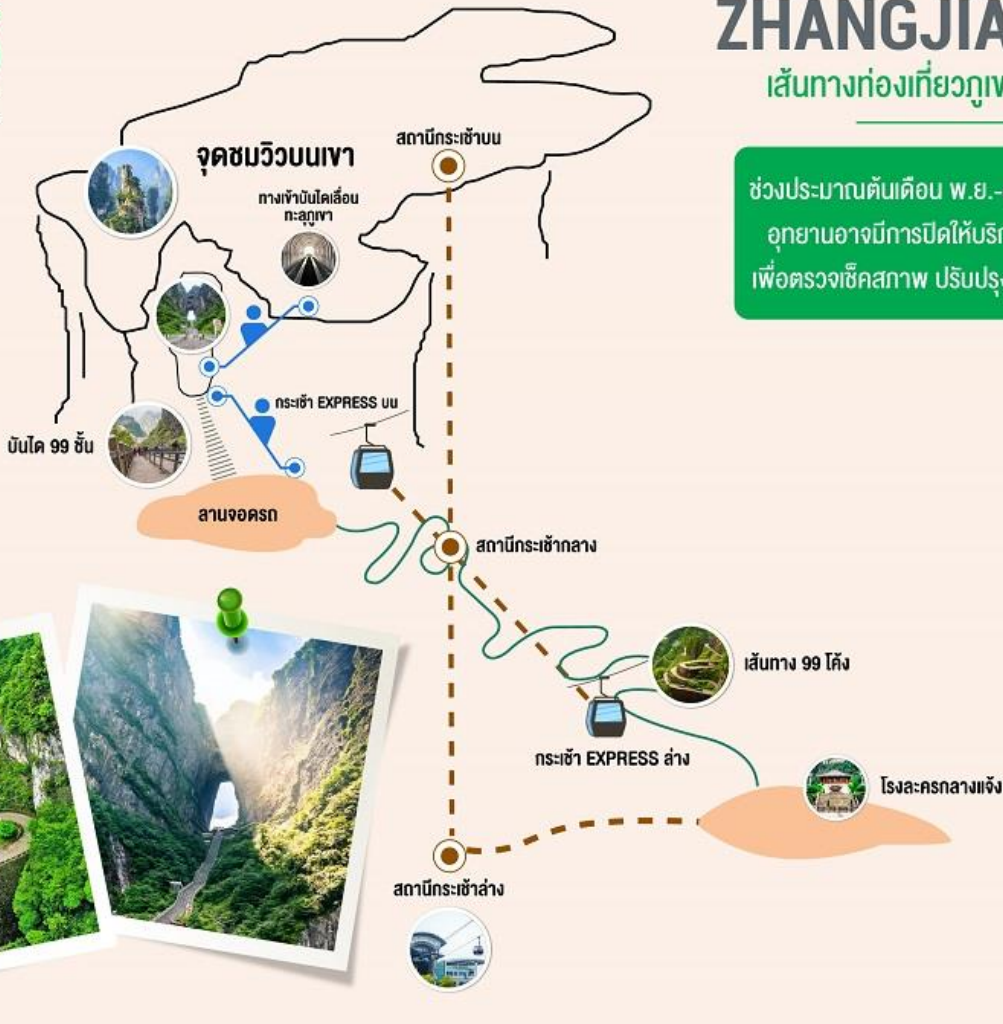 ZHANGJIA
เส้นทางท่องเที่ยวภูเข
ช่วงประมาณต้นเดือน พ.ย.-
อุทยานอาจมีการปิดให้บริก
เพื่อตรวจเช็คสภาพ ปรับปรุง
สถานีกระเช้าบน
จุดชมวิวบนเขา
ทางเข้าบันไดเลื่อน
ทะลุภูเขา
กระเช้า EXPRESS บน
บันได 99 ชั้น
ลานจอดรถ
สถานีกระเช้ากลาง
เส้นทาง 99 โค้ง
กระเช้า EXPRESS ล่าง
โรงละครกลางแจ้ง
สถานีกระเช้าล่าง